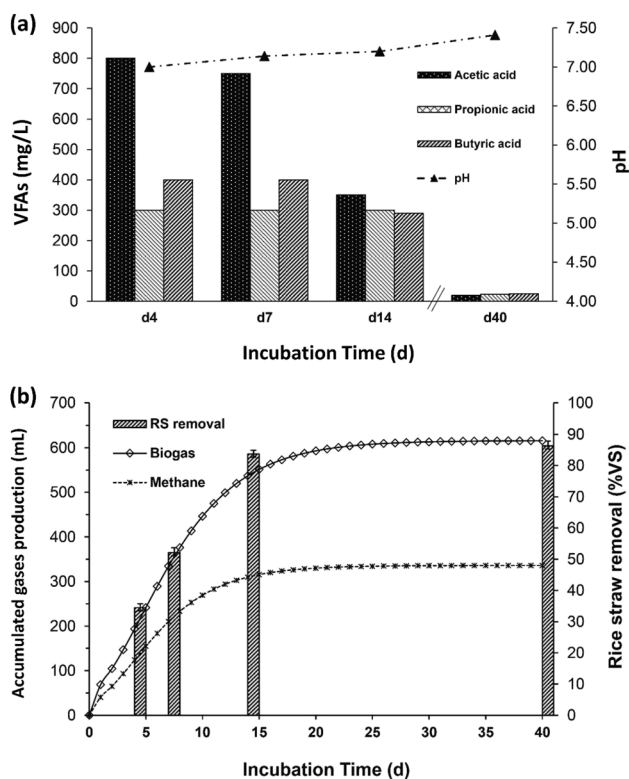 (a)
900
800
700
600
500
400
300
200
100
0
VFAs (mg/L)
7.50
7.00
6.50
6.00
5.50
5.00
4.50
4.00
pH
Acetic acid
Propionic acid
Butyric acid
pH
d4 d7 d14 d40
Incubation Time (d)
(b)
700
600
500
400
300
200
100
0
Accumulated gases production (mL)
100
90
80
70
60
50
40
30
20
10
0
Rice straw removal (%VS)
RS removal
Biogas
Methane
0 5 10 15 20 25 30 35 40
Incubation Time (d)